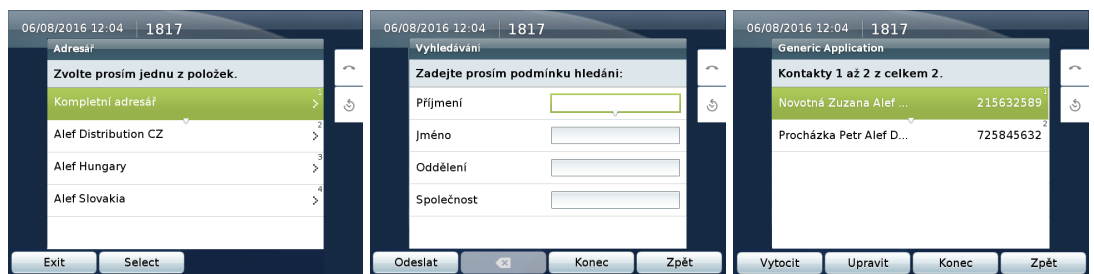 06/08/2016 12:04 1817
Adresář
Zvolte prosím jednu z položek.
Kompletní adresář 1
Alef Distribution CZ 2
Alef Hungary 3
Alef Slovakia 4
Exit Select
06/08/2016 12:04 1817
Vyhledávání
Zadejte prosím podmínku hledáni:
Příjmení
Jméno
Oddělení
Společnost
Odeslat Konec Zpět
06/08/2016 12:04 1817
Generic Application
Kontakty 1 až 2 z celkem 2.
Novotná Zuzana Alef ... 215632589 1
Procházka Petr Alef D... 725845632 2
Vytocit Upravit Konec Zpět